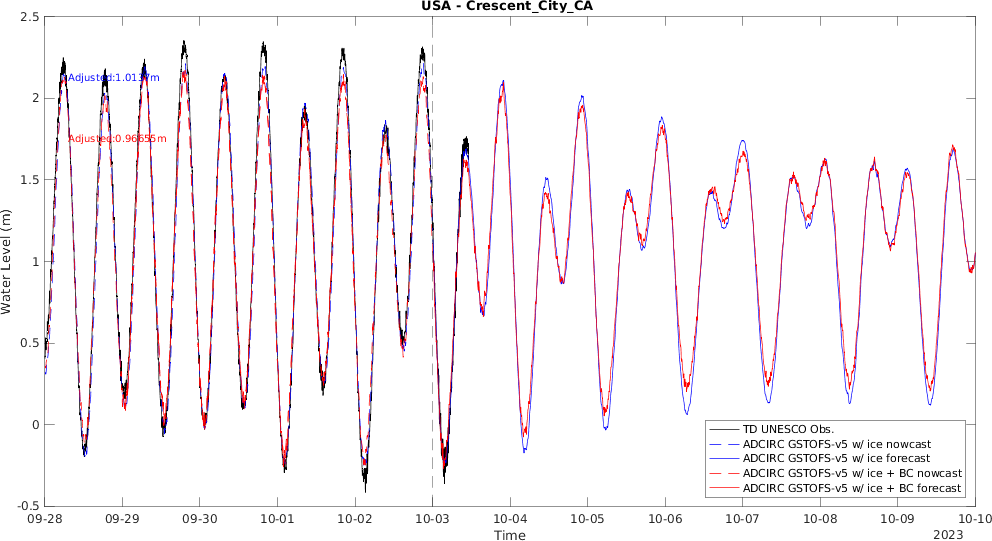 USA - Crescent_City_CA
2.5
2
1.5
1
0.5
0
-0.5
Water Level (m)
Adjusted:1.0137m
Adjusted:0.96655m
TD UNESCO Obs.
ADCIRC GSTOFS-v5 w/ ice nowcast
ADCIRC GSTOFS-v5 w/ ice forecast
ADCIRC GSTOFS-v5 w/ ice + BC nowcast
ADCIRC GSTOFS-v5 w/ ice + BC forecast
09-28 09-29 09-30 10-01 10-02 10-03 10-04 10-05 10-06 10-07 10-08 10-09 10-10
Time
2023